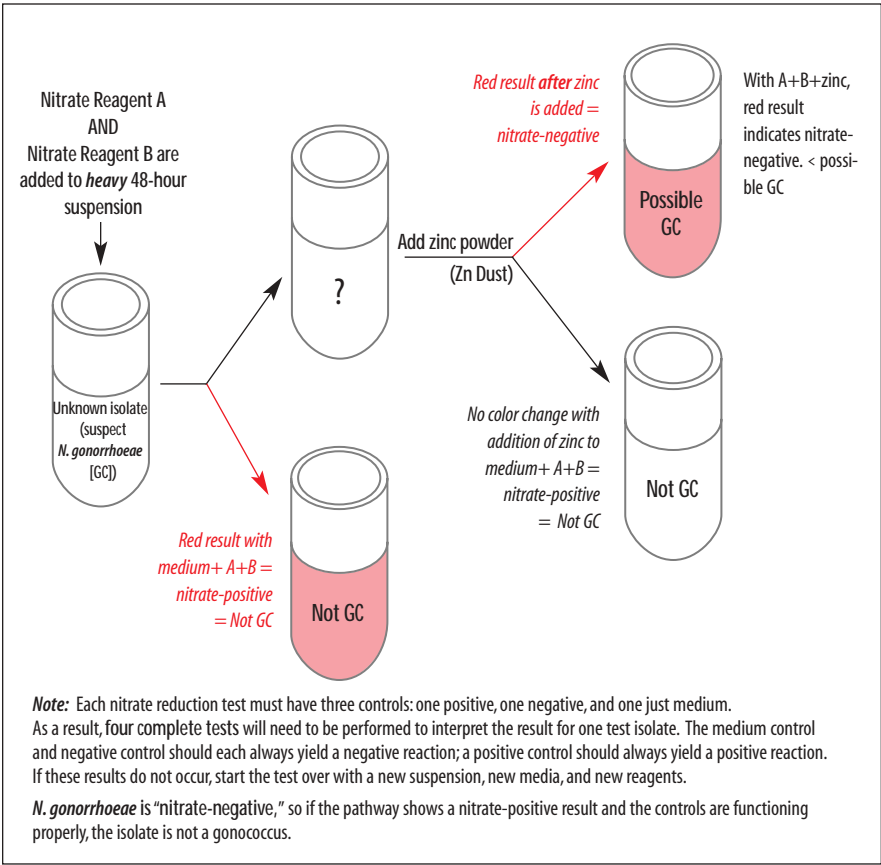 Nitrate Reagent A
AND
Nitrate Reagent B are
added to heavy 48-hour
suspension
Unknown isolate
(suspect
N. gonorrhoeae
[GC])
?
Red result with
medium+ A+B =
nitrate-positive
= Not GC
Not GC
Add zinc powder
(Zn Dust)
Red result after zinc
is added =
nitrate-negative
Possible
GC
With A+B+zinc,
red result
indicates nitrate-
negative. < possi-
ble GC
No color change with
addition of zinc to
medium+ A+B =
nitrate-positive
= Not GC
Not GC
Note: Each nitrate reduction test must have three controls: one positive, one negative, and one just medium.
As a result, four complete tests will need to be performed to interpret the result for one test isolate. The medium control
and negative control should each always yield a negative reaction; a positive control should always yield a positive reaction.
If these results do not occur, start the test over with a new suspension, new media, and new reagents.
N. gonorrhoeae is “nitrate-negative,” so if the pathway shows a nitrate-positive result and the controls are functioning
properly, the isolate is not a gonococcus.